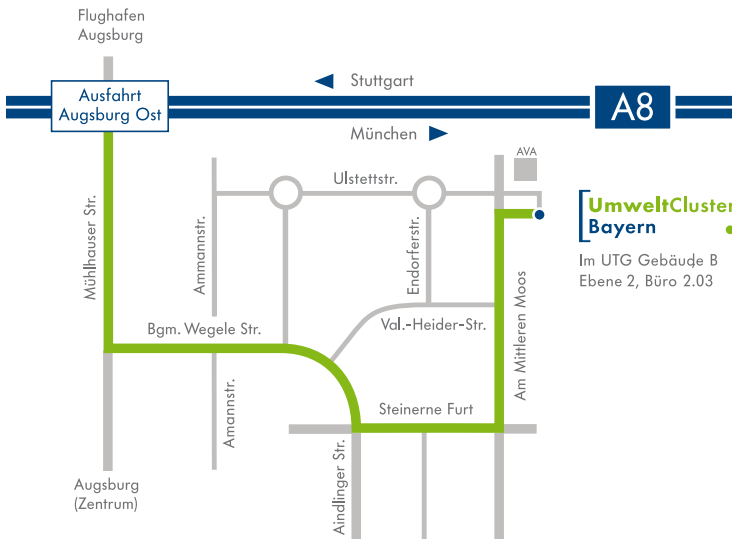 Flughafen
Augsburg
Stuttgart
Ausfahrt
Augsburg Ost
A8
München
AVA
Ulstettstr.
Mühlhauser Str.
Ammannstr.
Endorferstr.
UmweltCluster
Bayern
Im UTG Gebäude B
Ebene 2, Büro 2.03
Am Mittleren Moos
Bgm. Wegele Str.
Val.-Heider-Str.
Amannstr.
Steinerne Furt
Aindlinger Str.
Augsburg
(Zentrum)